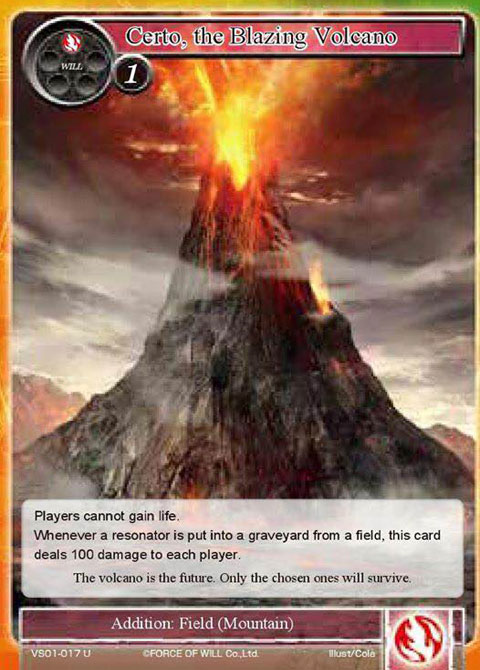 Certo, the Blazing Volcano
WILL
1
Players cannot gain life.
Whenever a resonator is put into a graveyard from a field, this card
deals 100 damage to each player.
The volcano is the future. Only the chosen ones will survive.
Addition: Field (Mountain)
VS01-017 U ©FORCE OF WILL Co.,Ltd. Illust/Cola